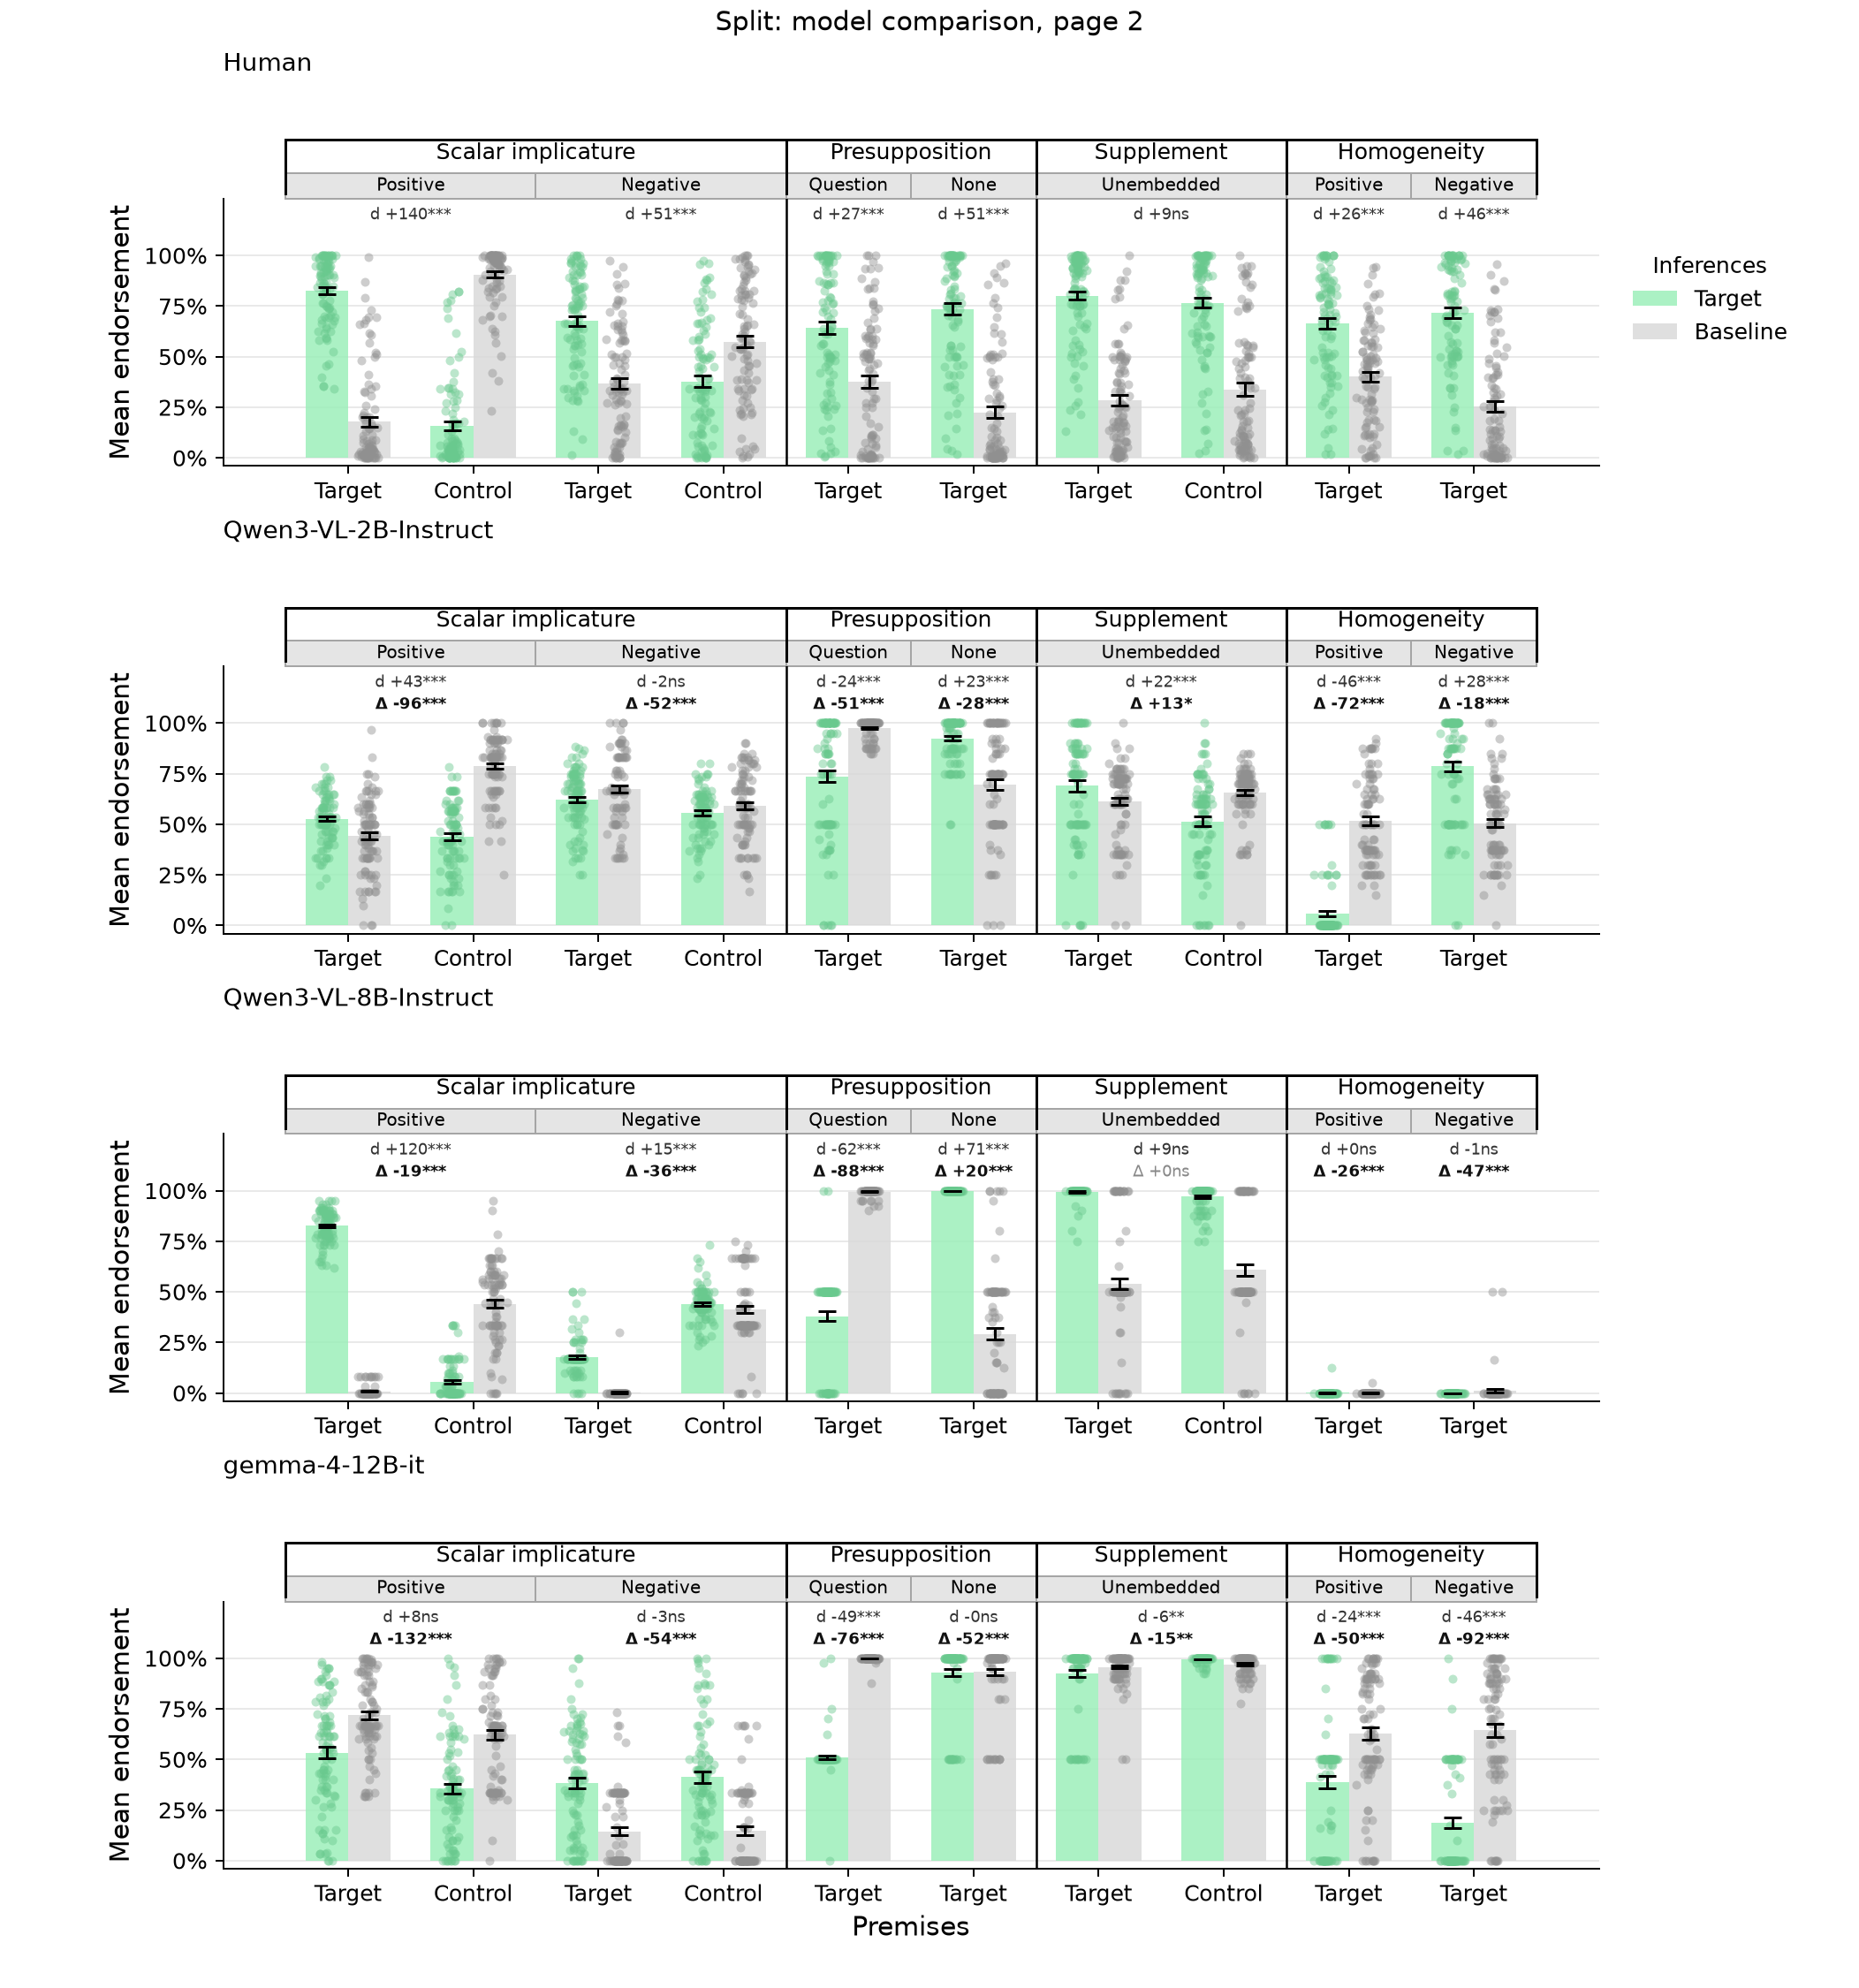 Split: model comparison, page 2
Human
Scalar implicature Presupposition Supplement Homogeneity
Positive Negative Question None Unembedded Positive Negative
d +140*** d +51*** d +27*** d +51*** d +9ns d +26*** d +46***
Mean endorsement
100%
75%
50%
25%
0%
Target Control Target Control Target Target Target Control Target Target
Inferences
Target
Baseline
Qwen3-VL-2B-Instruct
Scalar implicature Presupposition Supplement Homogeneity
Positive Negative Question None Unembedded Positive Negative
d +43*** d -2ns d -24*** d +23*** d +22*** d -46*** d +28***
Δ -96*** Δ -52*** Δ -51*** Δ -28*** Δ +13* Δ -72*** Δ -18***
Mean endorsement
100%
75%
50%
25%
0%
Target Control Target Control Target Target Target Control Target Target
Qwen3-VL-8B-Instruct
Scalar implicature Presupposition Supplement Homogeneity
Positive Negative Question None Unembedded Positive Negative
d +120*** d +15*** d -62*** d +71*** d +9ns d +0ns d -1ns
Δ -19*** Δ -36*** Δ -88*** Δ +20*** Δ +0ns Δ -26*** Δ -47***
Mean endorsement
100%
75%
50%
25%
0%
Target Control Target Control Target Target Target Control Target Target
gemma-4-12B-it
Scalar implicature Presupposition Supplement Homogeneity
Positive Negative Question None Unembedded Positive Negative
d +8ns d -3ns d -49*** d -0ns d -6** d -24*** d -46***
Δ -132*** Δ -54*** Δ -76*** Δ -52*** Δ -15** Δ -50*** Δ -92***
Mean endorsement
100%
75%
50%
25%
0%
Target Control Target Control Target Target Target Control Target Target
Premises